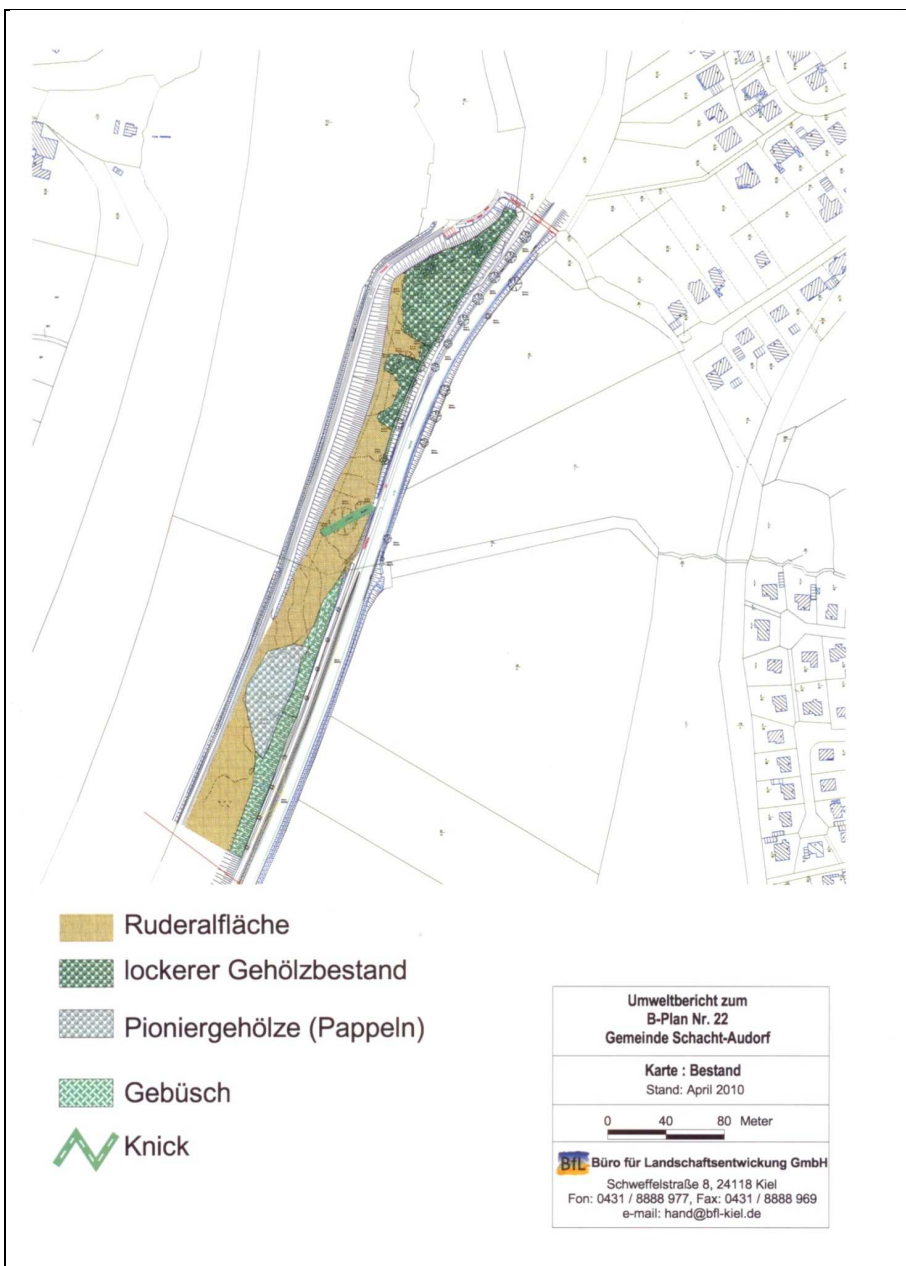 Ruderalfläche
lockerer Gehölzbestand
Pioniergehölze (Pappeln)
Gebüsch
Knick
Umweltbericht zum
B-Plan Nr. 22
Gemeinde Schacht-Audorf
Karte : Bestand
Stand: April 2010
0 40 80 Meter
BfL Büro für Landschaftsentwickung GmbH
Schweffelstraße 8, 24118 Kiel
Fon: 0431 / 8888 977, Fax: 0431 / 8888 969
e-mail: hand@bfl-kiel.de